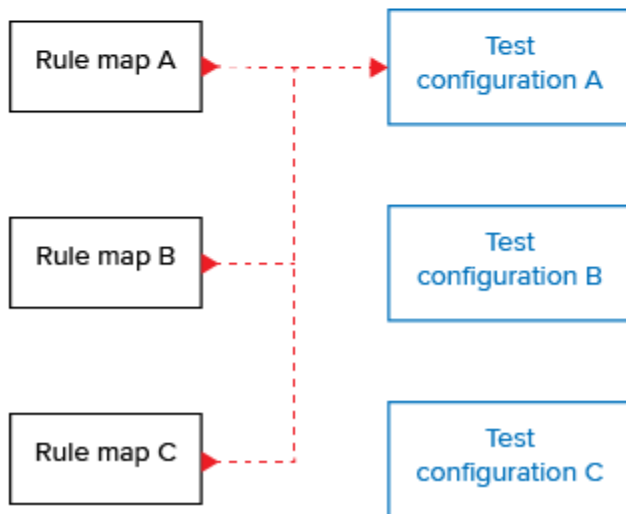 Rule map A
Test
configuration A
Rule map B
Test
configuration B
Rule map C
Test
configuration C